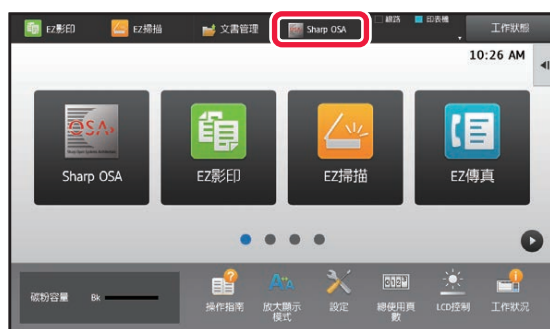 EZ影印 EZ掃描 文書管理 Sharp OSA 線路 印表機 工作狀態
10:26 AM
OSA
Sharp OSA EZ影印 EZ掃描 EZ傳真
碳粉容量 Bk 操作指南 放大顯示 設定 總使用頁 LCD控制 工作狀況
模式 數